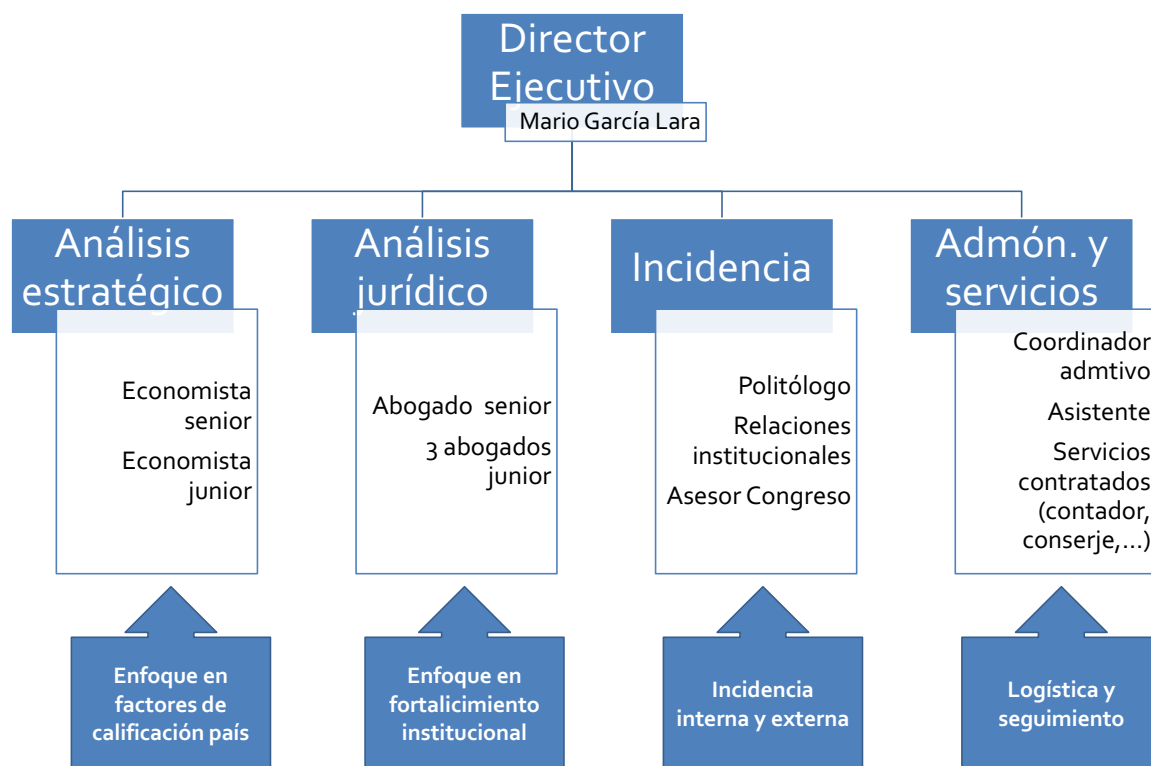 Director
Ejecutivo
Mario García Lara
Análisis
estratégico
Economista
senior
Economista
junior
Enfoque en
factores de
calificación país
Análisis
jurídico
Abogado senior
3 abogados
junior
Enfoque en
fortalicimiento
institucional
Incidencia
Politólogo
Relaciones
institucionales
Asesor Congreso
Incidencia
interna y externa
Admón. y
servicios
Coordinador
admtivo
Asistente
Servicios
contratados
(contador,
conserje,...)
Logística y
seguimiento